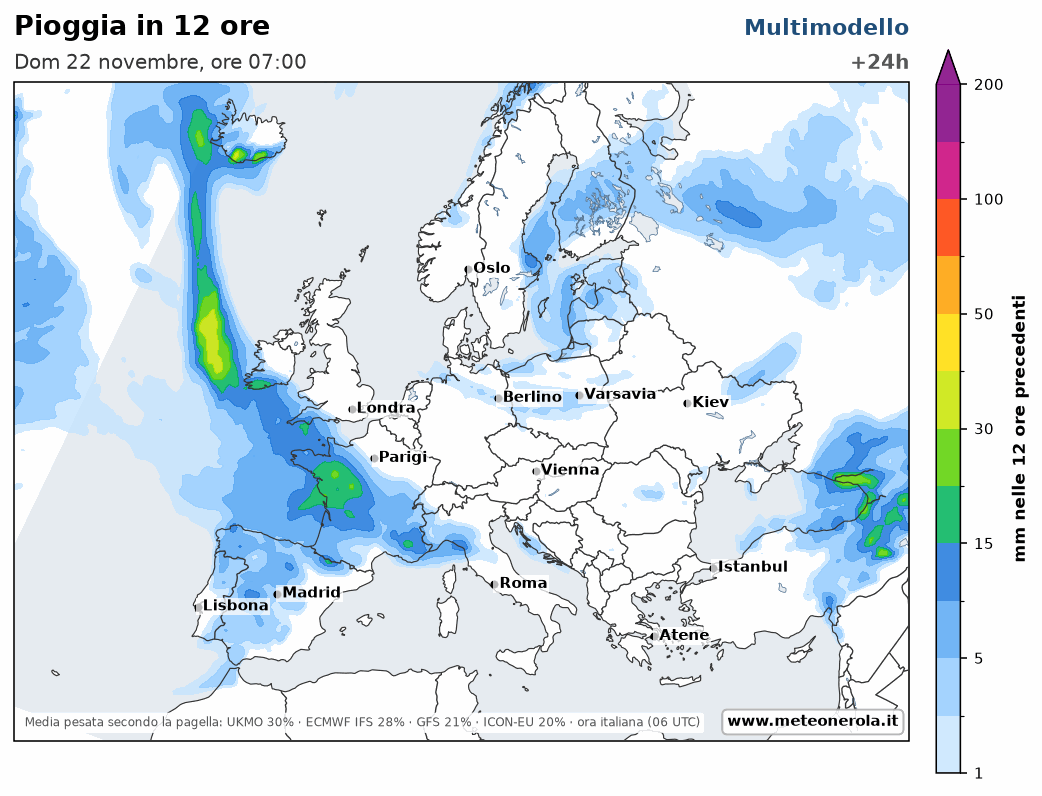 Pioggia in 12 ore
Multimodello
Dom 22 novembre, ore 07:00
+24h
200
100
50
30
15
5
1
mm nelle 12 ore precedenti
Oslo
Londra
Berlino
Varsavia
Kiev
Parigi
Vienna
Istanbul
Roma
Madrid
Lisbona
Atene
Media pesata secondo la pagella: UKMO 30% · ECMWF IFS 28% · GFS 21% · ICON-EU 20% · ora italiana (06 UTC)
www.meteonerola.it